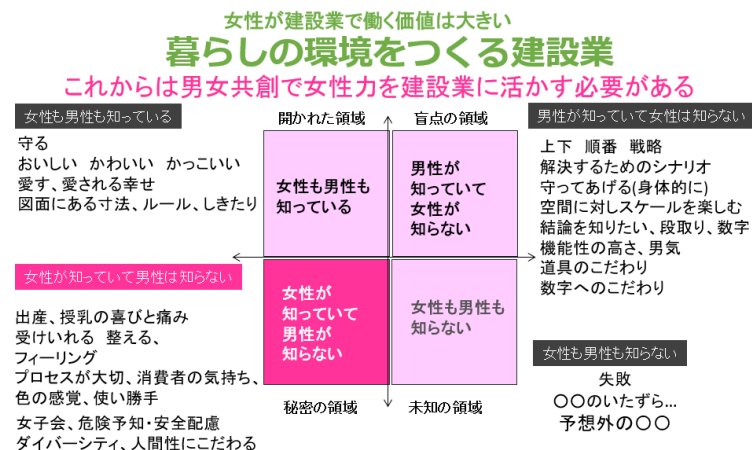 女性が建設業で働く価値は大きい
暮らしの環境をつくる建設業
これからは男女共創で女性力を建設業に活かす必要がある
女性も男性も知っている
守る
おいしい　かわいい　かっこいい
愛す、愛される幸せ
図面にある寸法、ルール、しきたり
開かれた領域
盲点の領域
女性も男性も
知っている
男性が
知っていて
女性が
知らない
男性が知っていて女性は知らない
上下　順番　戦略
解決するためのシナリオ
守ってあげる(身体的に)
空間に対しスケールを楽しむ
結論を知りたい、段取り、数字
機能性の高さ、男気
道具のこだわり
数字へのこだわり
女性が知っていて男性は知らない
出産、授乳の喜びと痛み
受けいれる　整える、
フィーリング
プロセスが大切、消費者の気持ち、
色の感覚、使い勝手
女子会、危険予知・安全配慮
ダイバーシティ、人間性にこだわる
女性が
知っていて
男性が
知らない
女性も男性も
知らない
秘密の領域
未知の領域
女性も男性も知らない
失敗
〇〇のいたずら...
予想外の〇〇